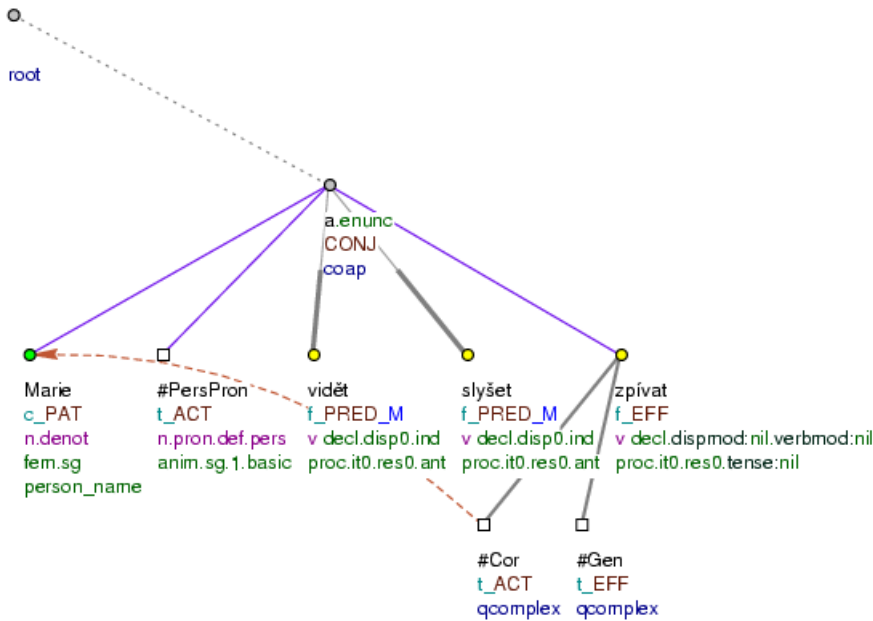 root
a.enunc
CONJ
coap
Marie
c_PAT
n.denot
fem.sg
person_name
#PersPron
t_ACT
n.pron.def.pers
anim.sg.1.basic
vidět
f_PRED_M
v decl.disp0.ind
proc.it0.res0.ant
slyšet
f_PRED_M
v decl.disp0.ind
proc.it0.res0.ant
zpívat
f_EFF
v decl.dispmod:nil.verbmod:nil
proc.it0.res0.tense:nil
#Cor
t_ACT
qcomplex
#Gen
t_EFF
qcomplex